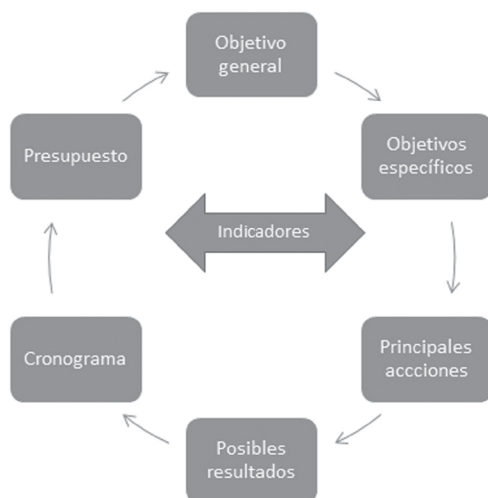 Objetivo
general
Objetivos
específicos
Principales
accciones
Posibles
resultados
Cronograma
Presupuesto
Indicadores